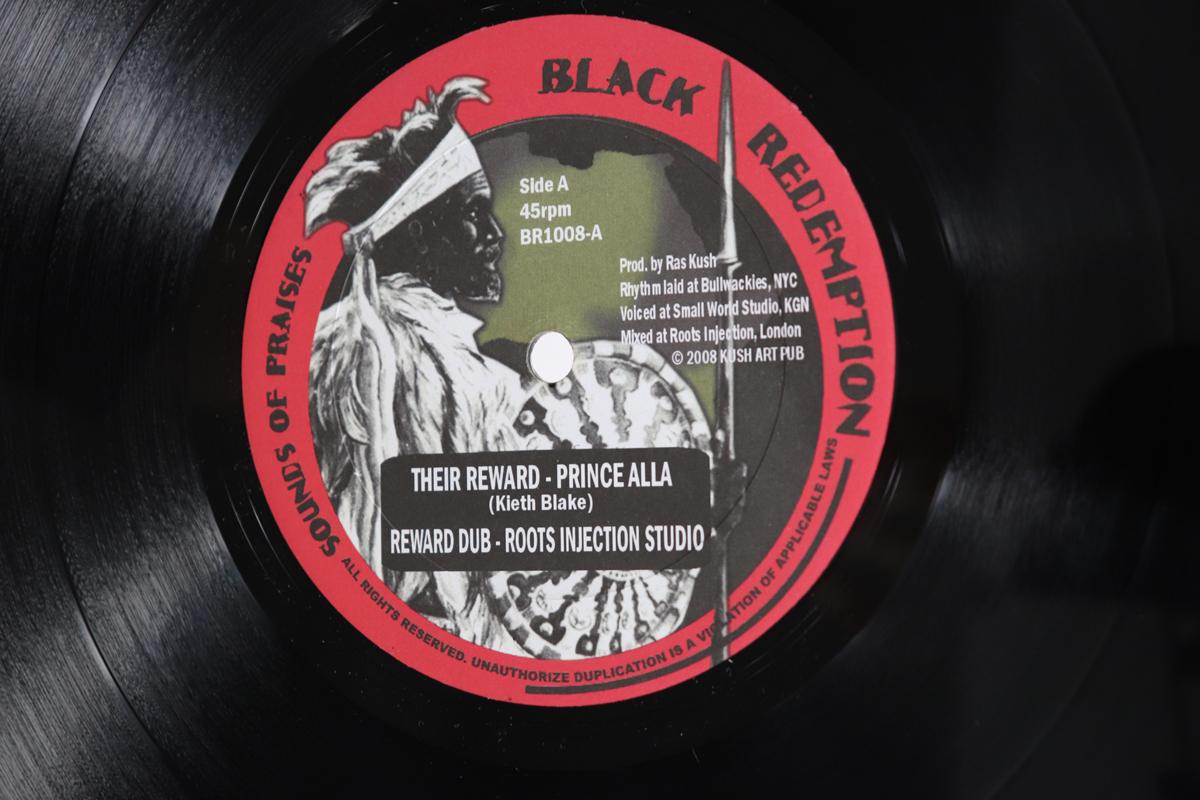 BLACK REDEMPTION
SOUNDS OF PRAISES
Side A
45rpm
BR1008-A
Prod. by Ras Kush
Rhythm laid at Bullwackies, NYC
Voiced at Small World Studio, KGN
Mixed at Roots Injection, London
© 2008 KUSH ART PUB
THEIR REWARD - PRINCE ALLA
(Kieth Blake)
REWARD DUB - ROOTS INJECTION STUDIO
ALL RIGHTS RESERVED. UNAUTHORIZE DUPLICATION IS A VIOLATION OF APPLICABLE LAWS